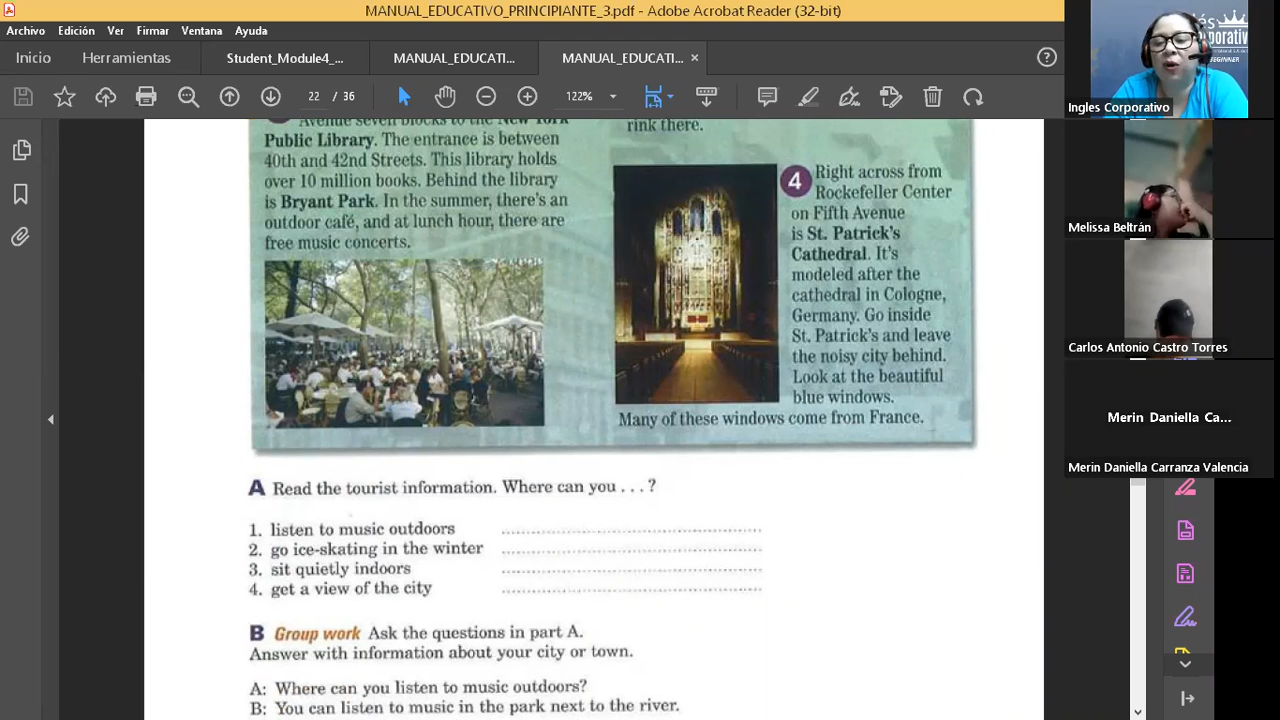 MANUAL_EDUCATIVO_PRINCIPIANTE_3.pdf - Adobe Acrobat Reader (32-bit)
Archivo Edición Ver Firmar Ventana Ayuda
Inicio Herramientas Student_Module4_... MANUAL_EDUCATI... MANUAL_EDUCATI... ×
22 / 36 122%
Avenue seven blocks to the New York
Public Library. The entrance is between
40th and 42nd Streets. This library holds
over 10 million books. Behind the library
is Bryant Park. In the summer, there's an
outdoor café, and at lunch hour, there are
free music concerts.
rink there.
4 Right across from
Rockefeller Center
on Fifth Avenue
is St. Patrick's
Cathedral. It's
modeled after the
cathedral in Cologne,
Germany. Go inside
St. Patrick's and leave
the noisy city behind.
Look at the beautiful
blue windows.
Many of these windows come from France.
A Read the tourist information. Where can you . . . ?
1. listen to music outdoors
2. go ice-skating in the winter
3. sit quietly indoors
4. get a view of the city
B Group work Ask the questions in part A.
Answer with information about your city or town.
A: Where can you listen to music outdoors?
B: You can listen to music in the park next to the river.
Ingles Corporativo
Melissa Beltrán
Carlos Antonio Castro Torres
Merin Daniella Ca...
Merin Daniella Carranza Valencia